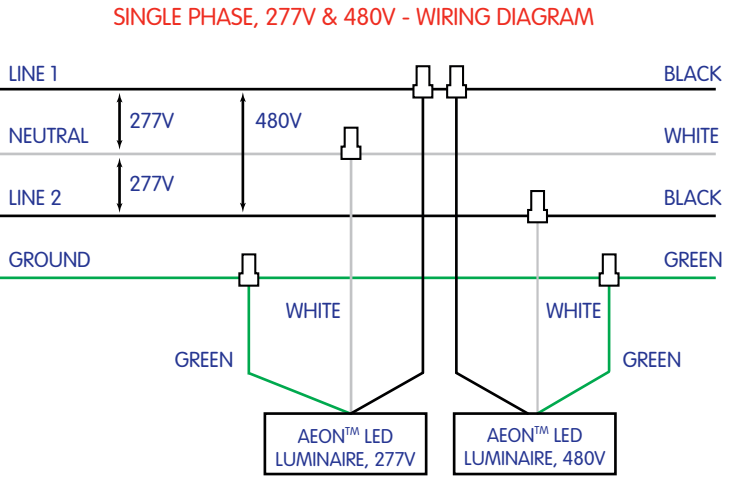 SINGLE PHASE, 277V & 480V - WIRING DIAGRAM
LINE 1
BLACK
277V
480V
NEUTRAL
WHITE
277V
LINE 2
BLACK
GROUND
GREEN
WHITE
WHITE
GREEN
GREEN
AEON™ LED
LUMINAIRE, 277V
AEON™ LED
LUMINAIRE, 480V